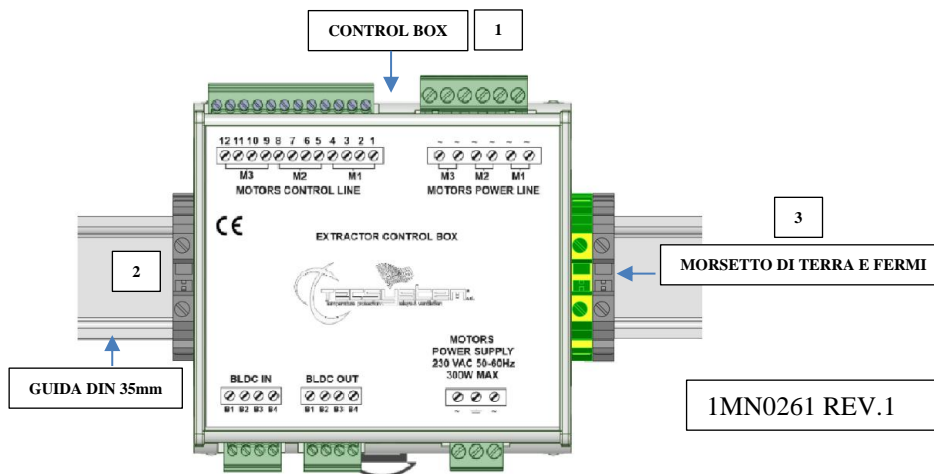 CONTROL BOX
1
12 11 10 9 8 7 6 5 4 3 2 1
M3 M2 M1
MOTORS CONTROL LINE
~ ~ ~ ~ ~ ~
M3 M2 M1
MOTORS POWER LINE
CE
EXTRACTOR CONTROL BOX
2
3
MORSETTO DI TERRA E FERMI
MOTORS
POWER SUPPLY
230 VAC 50-60Hz
300W MAX
GUIDA DIN 35mm
BLDC IN
B1 B2 B3 B4
BLDC OUT
B1 B2 B3 B4
1MN0261 REV.1